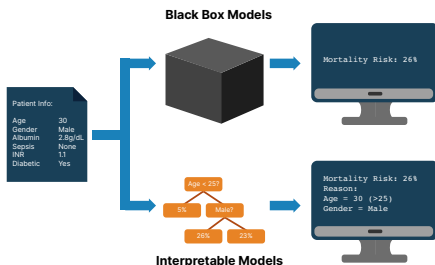 Black Box Models
Mortality Risk: 26%
Patient Info:
Age 30
Gender Male
Albumin 2.8g/dL
Sepsis None
INR 1.1
Diabetic Yes
Age < 25?
5% Male?
26% 23%
Mortality Risk: 26%
Reason:
Age = 30 (>25)
Gender = Male
Interpretable Models